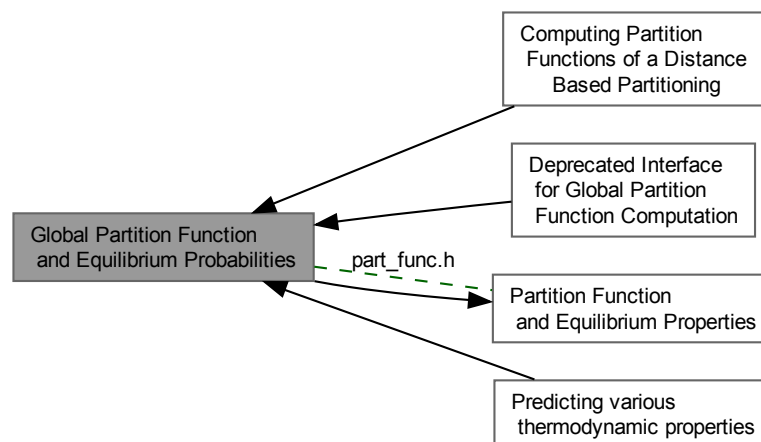 Computing Partition
Functions of a Distance
Based Partitioning
Deprecated Interface
for Global Partition
Function Computation
Global Partition Function
and Equilibrium Probabilities
part_func.h
Partition Function
and Equilibrium Properties
Predicting various
thermodynamic properties